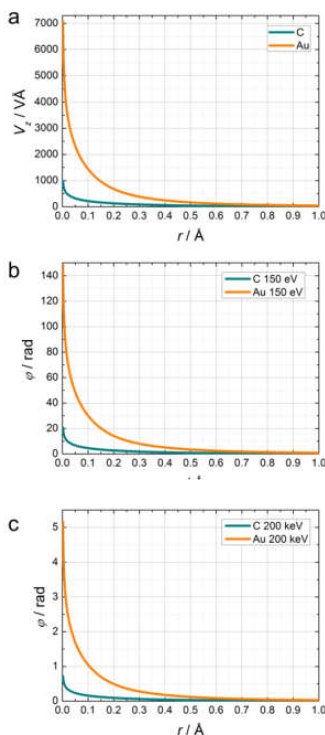 a
C
Au
7000
6000
5000
4000
3000
2000
1000
0
V_z / VÅ
0.0 0.1 0.2 0.3 0.4 0.5 0.6 0.7 0.8 0.9 1.0
r / Å
b
C 150 eV
Au 150 eV
140
120
100
80
60
40
20
0
φ / rad
0.0 0.1 0.2 0.3 0.4 0.5 0.6 0.7 0.8 0.9 1.0
c
C 200 keV
Au 200 keV
5
4
3
2
1
0
φ / rad
0.0 0.1 0.2 0.3 0.4 0.5 0.6 0.7 0.8 0.9 1.0
r / Å